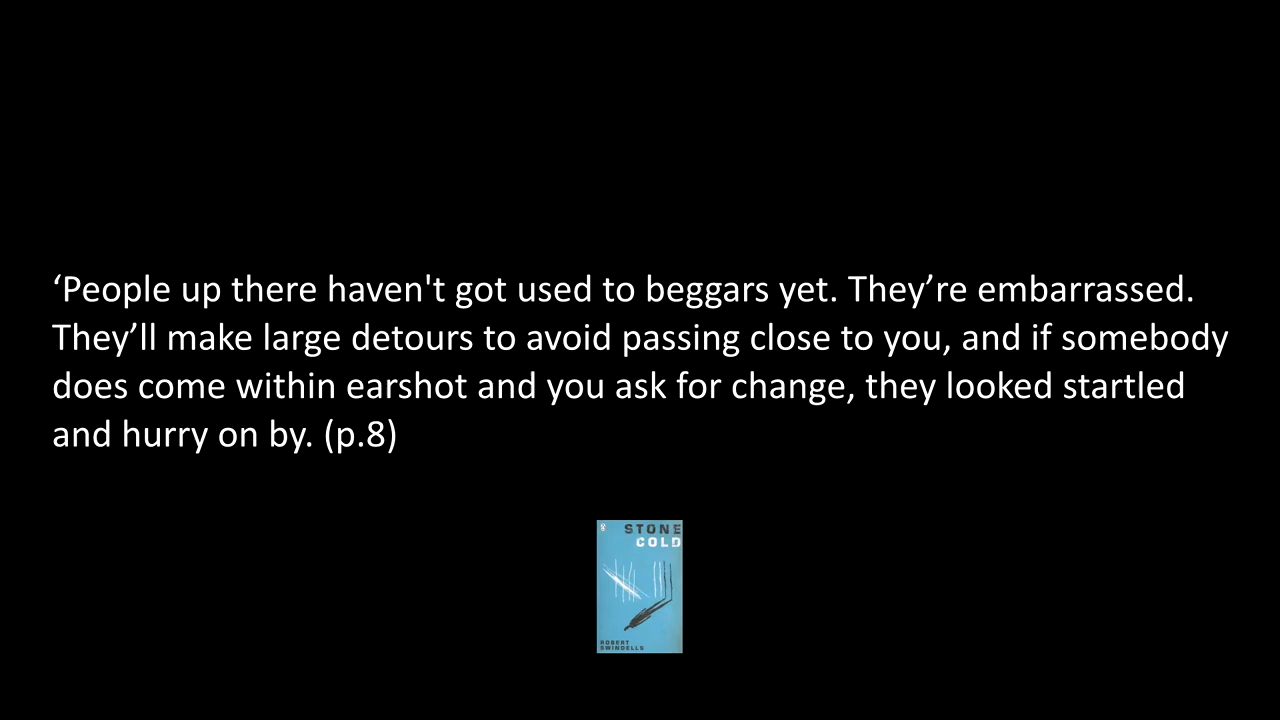 ‘People up there haven't got used to beggars yet. They’re embarrassed.
They’ll make large detours to avoid passing close to you, and if somebody
does come within earshot and you ask for change, they looked startled
and hurry on by. (p.8)
STONE
COLD
ROBERT
SWINDELLS